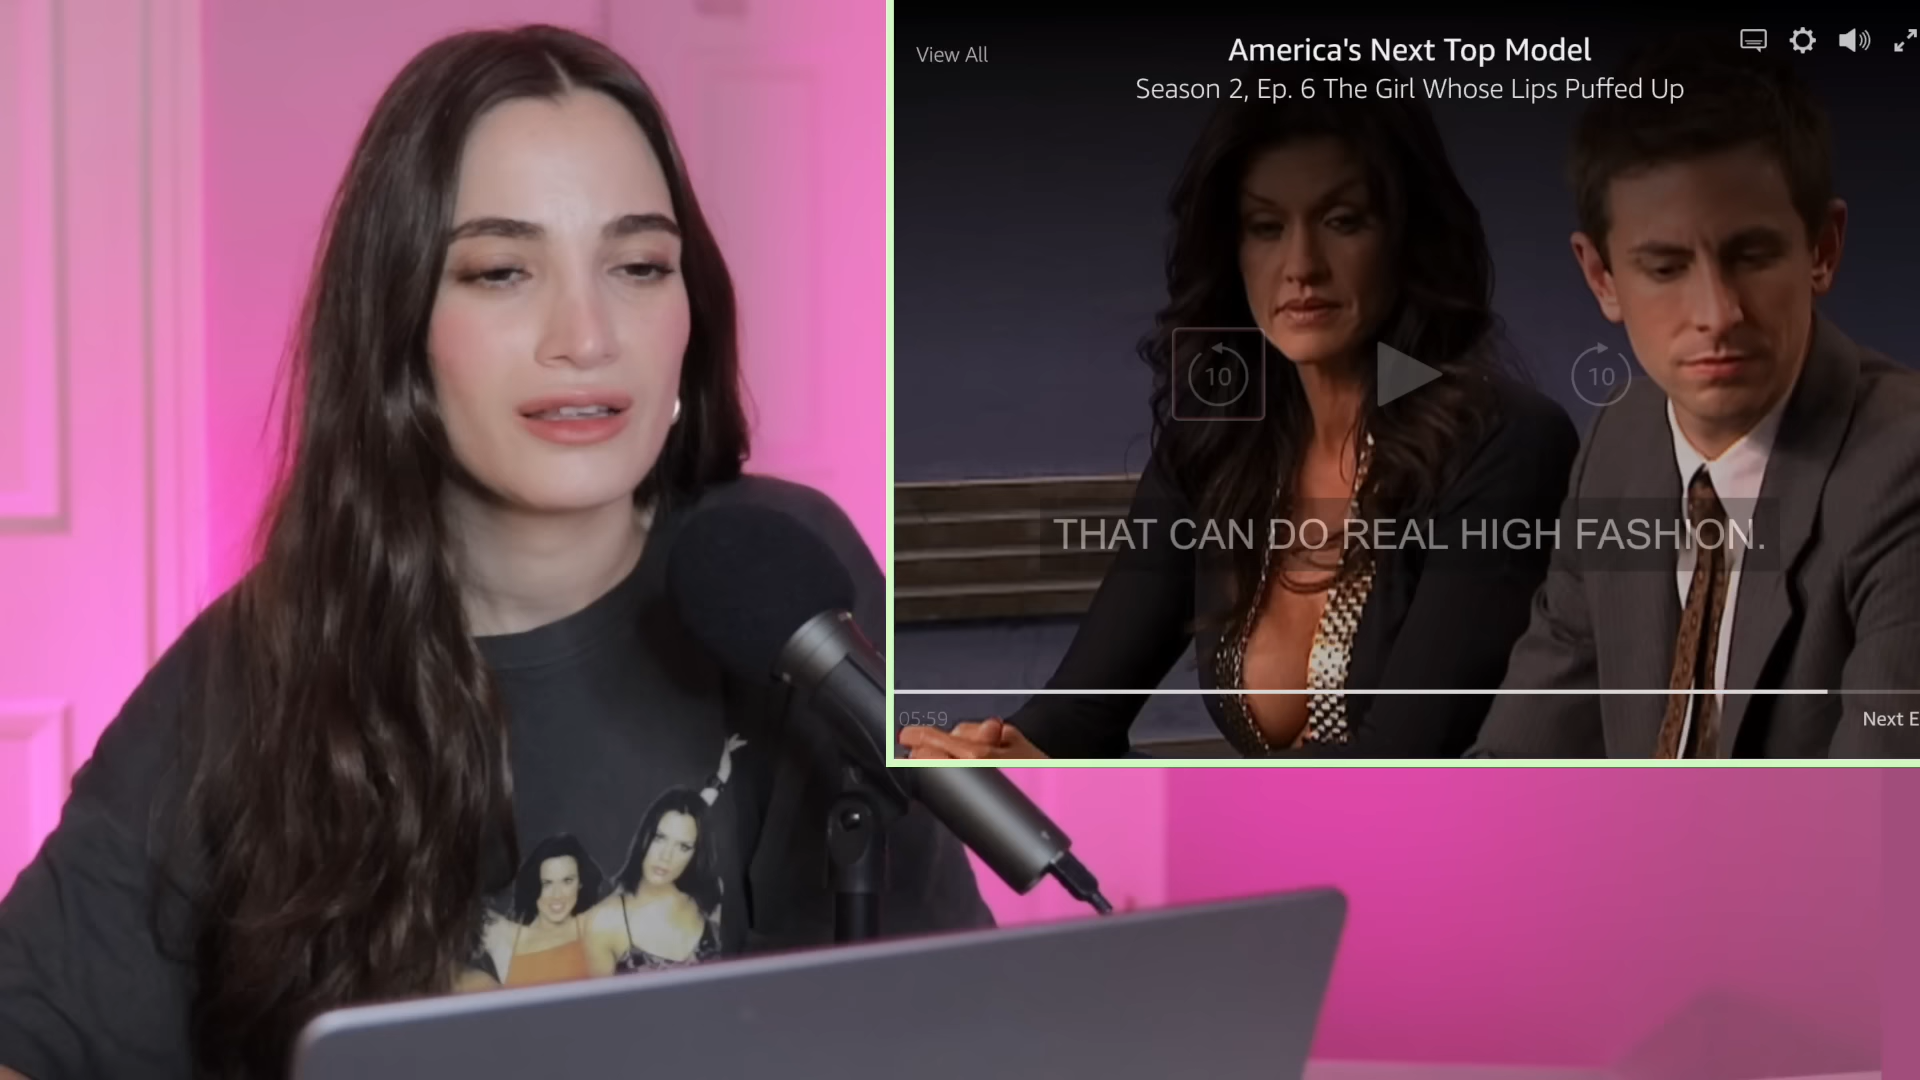 View All
America's Next Top Model
Season 2, Ep. 6 The Girl Whose Lips Puffed Up
10
10
THAT CAN DO REAL HIGH FASHION.
05:59
Next E